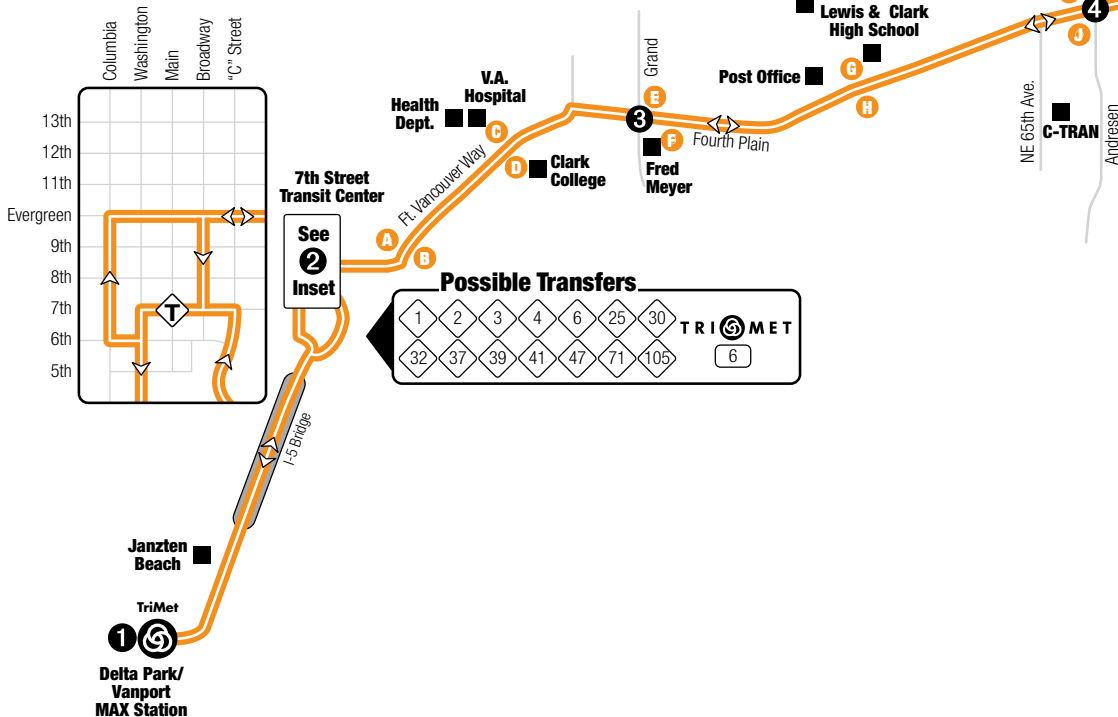 Columbia
Washington
Main
Broadway
"C" Street
13th
12th
11th
Evergreen
9th
8th
7th
6th
5th
T
7th Street
Transit Center
See
2
Inset
Health
Dept.
V.A.
Hospital
C
D
Clark
College
Ft. Vancouver Way
A
B
Grand
3
E
F
Fred
Meyer
Fourth Plain
Post Office
Lewis & Clark
High School
G
H
NE 65th Ave.
C-TRAN
Andresen
4
J
Possible Transfers
1 2 3 4 6 25 30
32 37 39 41 47 71 105
TRI MET
6
I-5 Bridge
Janzten
Beach
TriMet
1
Delta Park/
Vanport
MAX Station